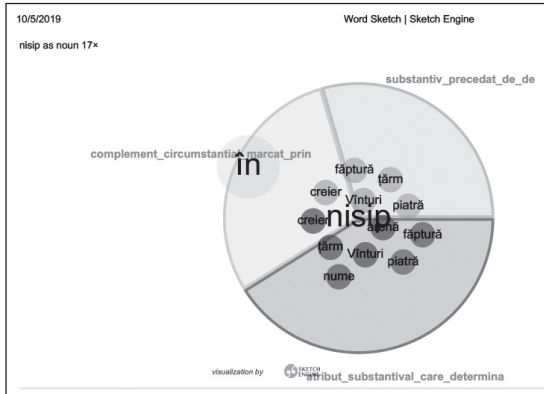 10/5/2019 Word Sketch | Sketch Engine
nisip as noun 17×
substantiv_precedat_de_de
complement_circumstantial_marcat_prin
în
făptură
țărm
creier
Vînturi
piatră
nisip
creier
arenă
făptură
țărm
Vînturi
piatră
nume
visualization by SKETCH ENGINE
atribut_substantival_care_determina